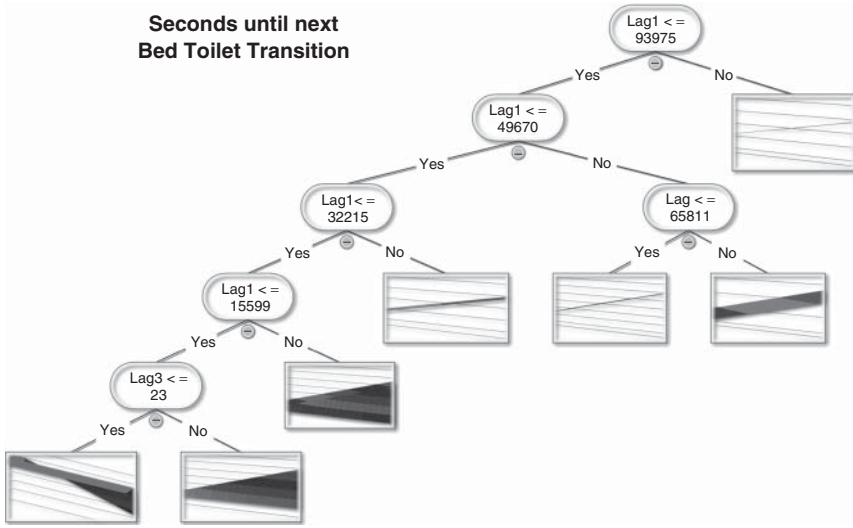 Seconds until next
Bed Toilet Transition
Lag1 < =
93975
Yes
No
Lag1 < =
49670
Yes
No
Lag1< =
32215
Lag < =
65811
Yes
No
Yes
No
Lag1 < =
15599
Yes
No
Lag3 < =
23
Yes
No